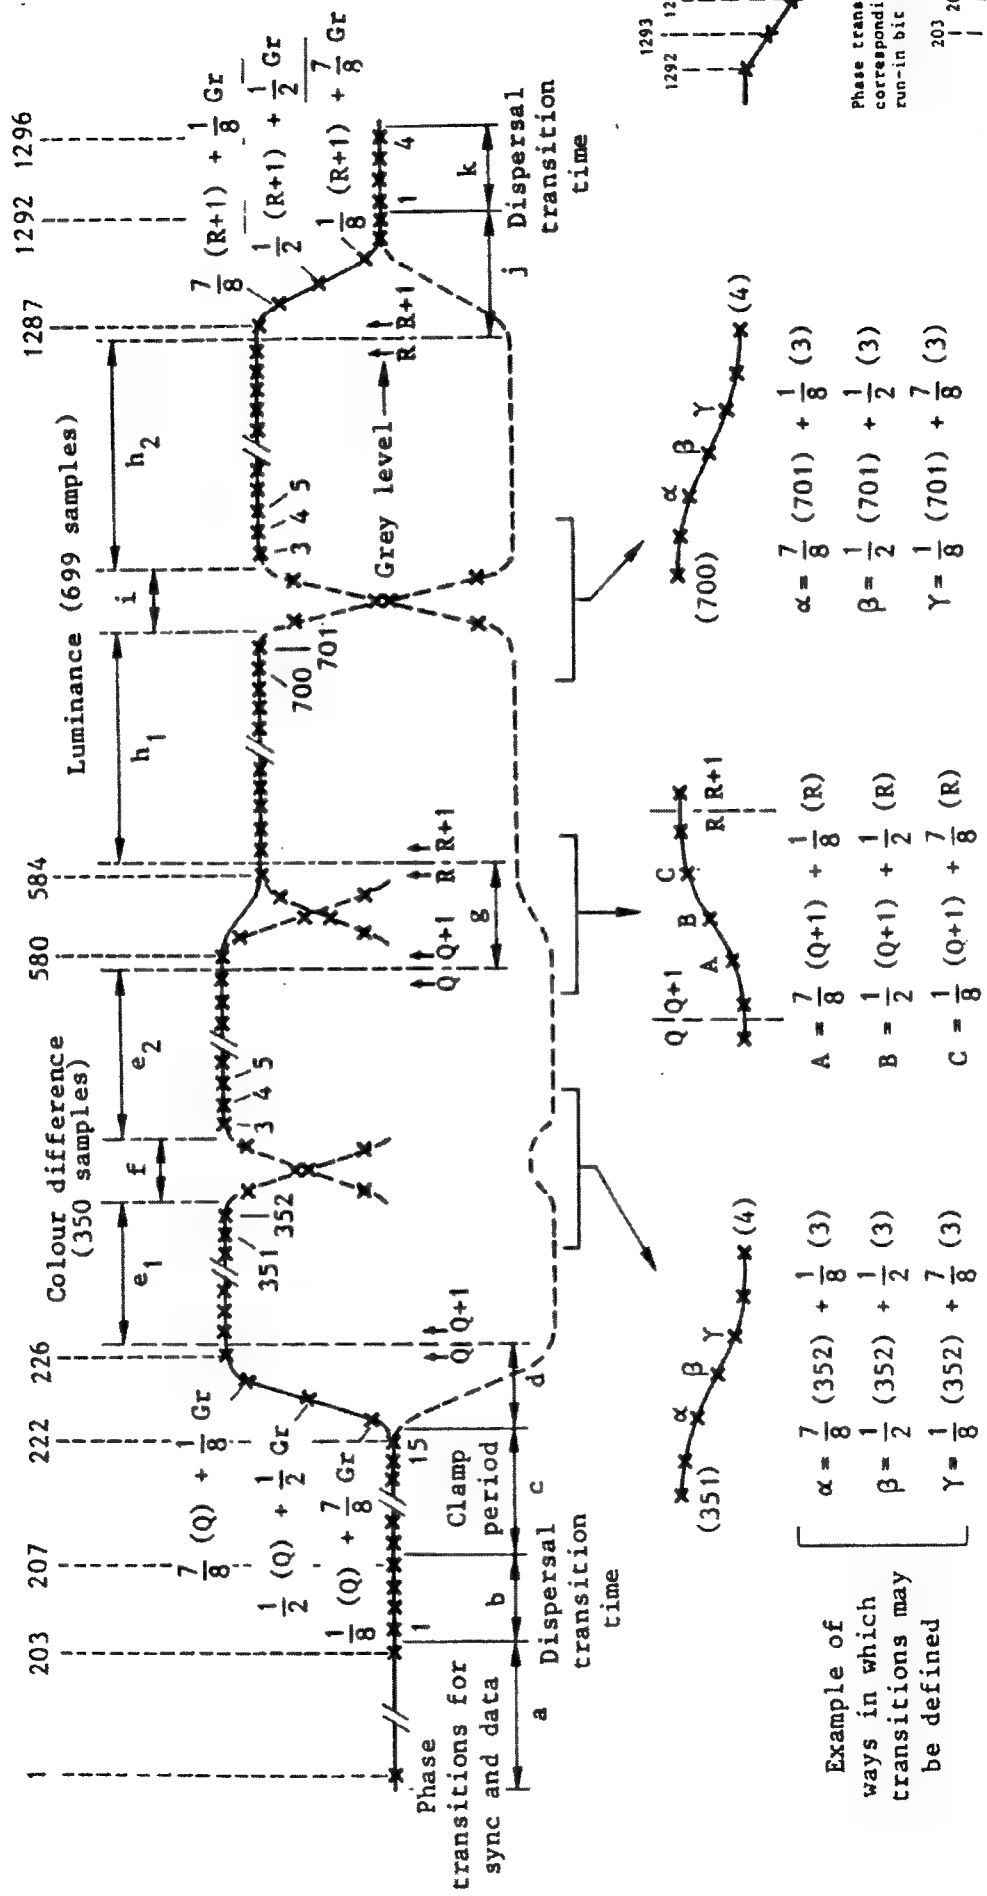 1 203 207 222 226 580 584 1287 1292 1296
Colour difference
(350 samples)
Luminance (699 samples)
e1 f e2 h1 i h2
7/8 (Q) + 1/8 Gr
1/2 (Q) + 1/2 Gr
1/8 (Q) + 7/8 Gr
7/8 (R+1) + 1/8 Gr
1/2 (R+1) + 1/2 Gr
1/8 (R+1) + 7/8 Gr
351 352 3 4 5
700 701 3 4 5
1 15 1 4
Q Q+1 Q Q+1 R R+1 R R+1
Grey level
Phase
transitions for
sync and data
Clamp
period
a b c d g j k
Dispersal
transition
time
Dispersal
transition
time
(351) α β γ (4)
α = 7/8 (352) + 1/8 (3)
β = 1/2 (352) + 1/2 (3)
γ = 1/8 (352) + 7/8 (3)
Q Q+1 A B C R R+1
A = 7/8 (Q+1) + 1/8 (R)
B = 1/2 (Q+1) + 1/2 (R)
C = 1/8 (Q+1) + 7/8 (R)
(700) α β γ (4)
α = 7/8 (701) + 1/8 (3)
β = 1/2 (701) + 1/2 (3)
γ = 1/8 (701) + 7/8 (3)
Example of
ways in which
transitions may
be defined
1292 1293
Phase trans
correspondi
run-in bit
203